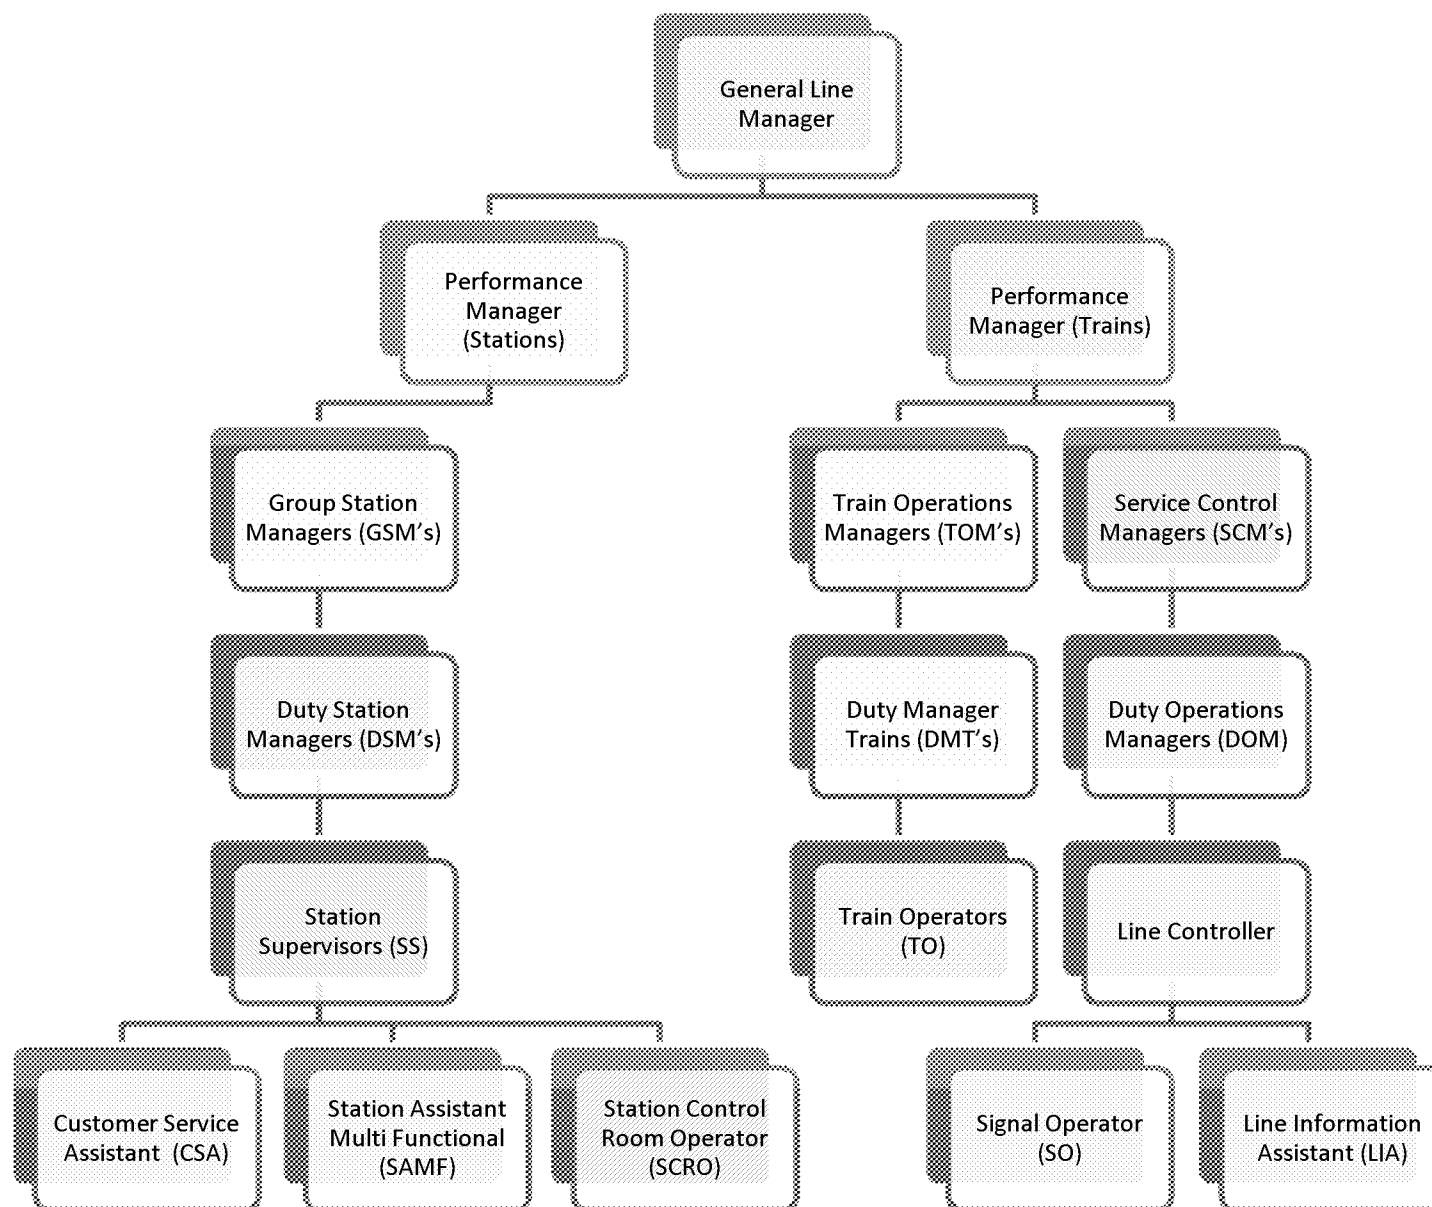 General Line
Manager
Performance
Manager
(Stations)
Performance
Manager (Trains)
Group Station
Managers (GSM’s)
Train Operations
Managers (TOM’s)
Service Control
Managers (SCM’s)
Duty Station
Managers (DSM’s)
Duty Manager
Trains (DMT’s)
Duty Operations
Managers (DOM)
Station
Supervisors (SS)
Train Operators
(TO)
Line Controller
Customer Service
Assistant (CSA)
Station Assistant
Multi Functional
(SAMF)
Station Control
Room Operator
(SCRO)
Signal Operator
(SO)
Line Information
Assistant (LIA)